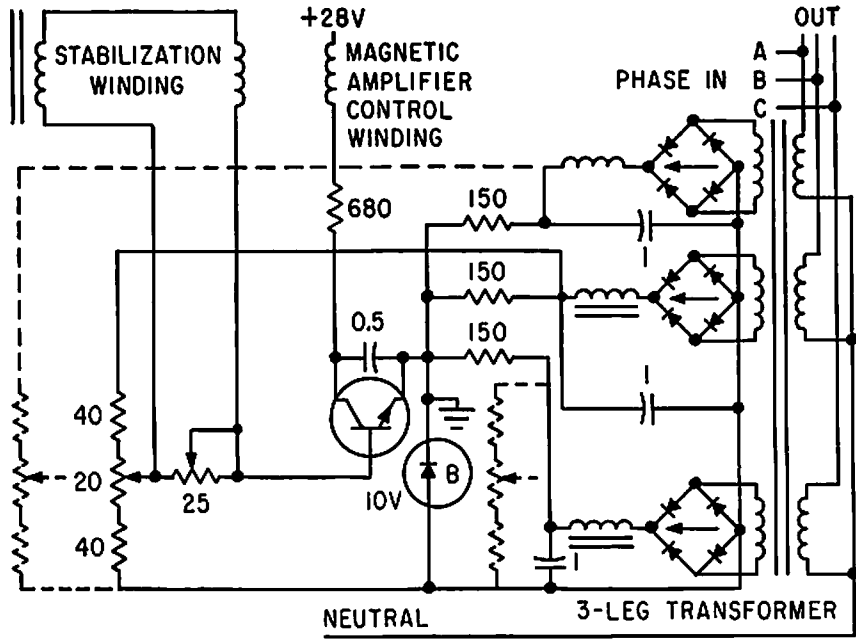 +28V
OUT
STABILIZATION
WINDING
MAGNETIC
AMPLIFIER
CONTROL
WINDING
PHASE IN
A
B
C
680
150
1
150
0.5
150
1
40
20
25
40
10V
B
1
NEUTRAL
3-LEG TRANSFORMER